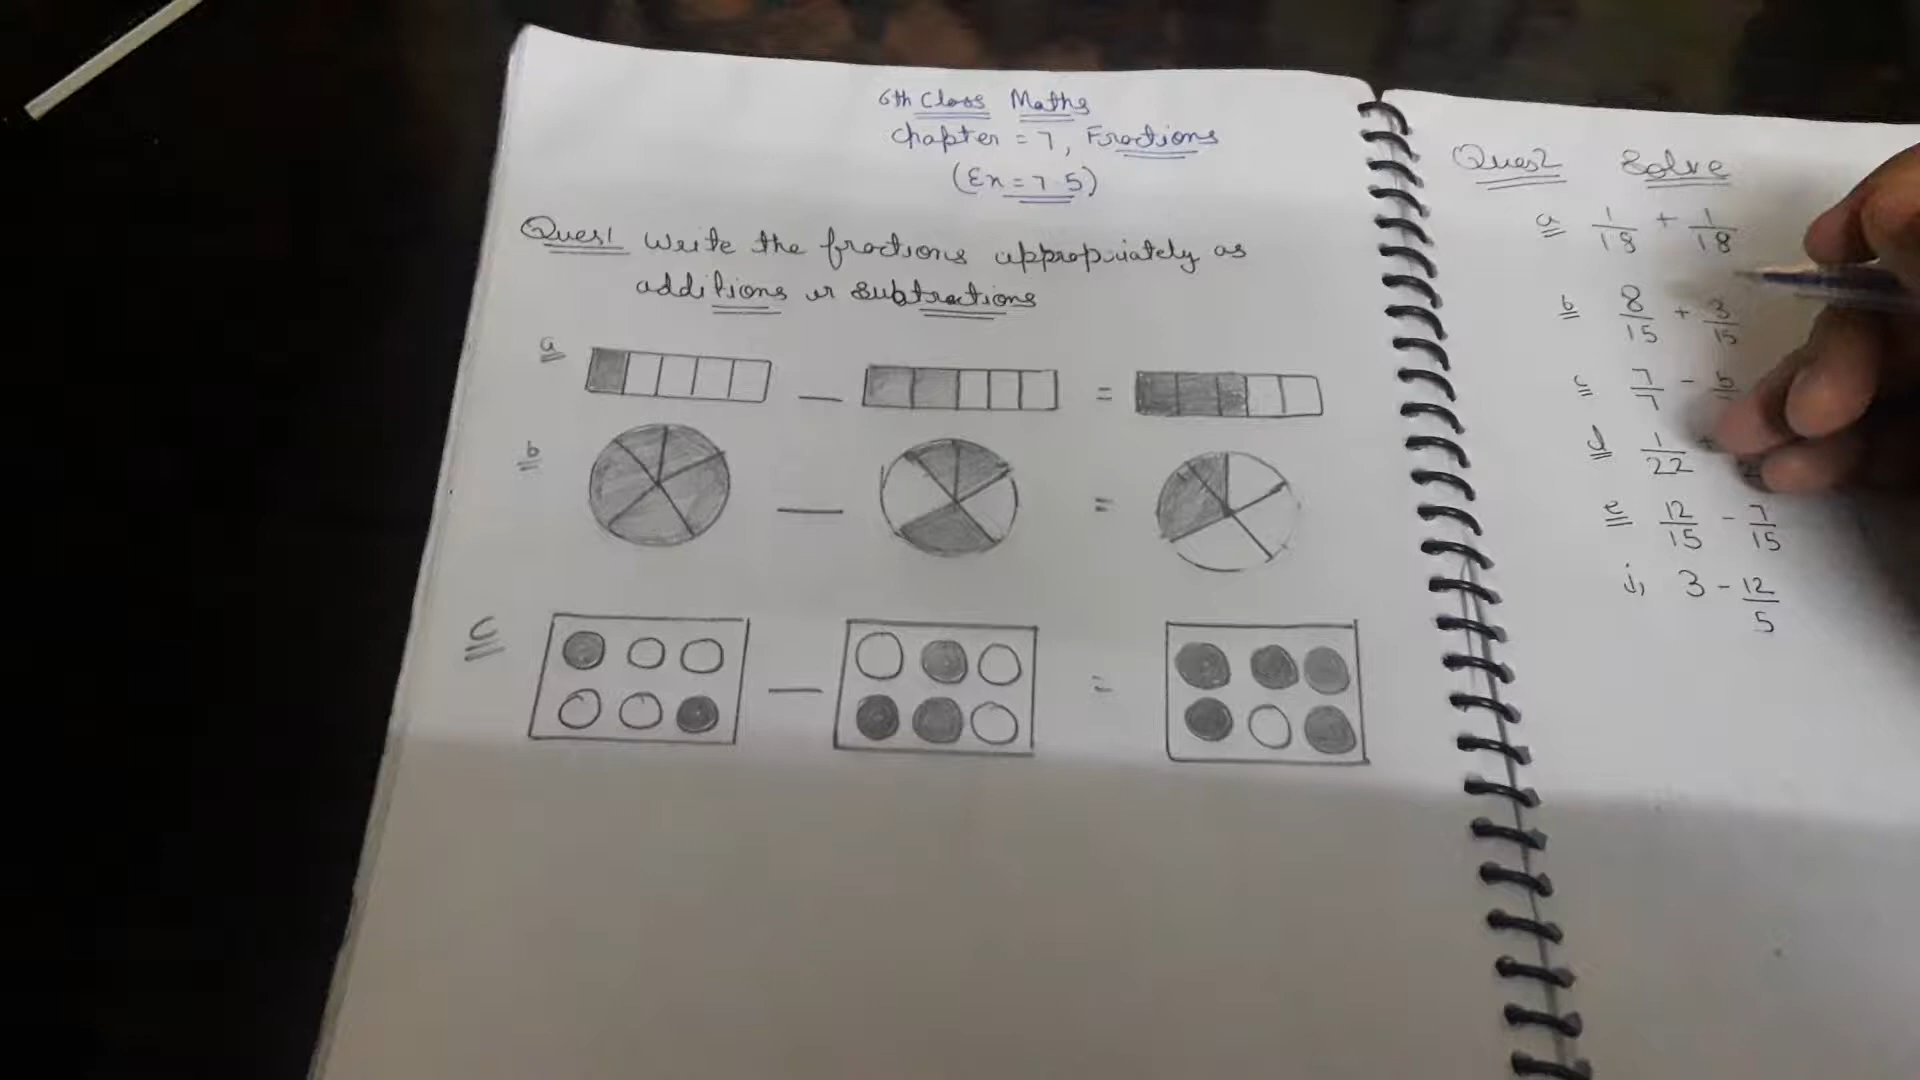 6th Class Maths
Chapter = 7, Fractions
(Ex = 7.5)
Ques1 Write the fractions appropriately as
additions or subtractions
a — =
b — =
c — =
Ques2 Solve
a 1/18 + 1/18
b 8/15 + 3/15
c 7/7 - 5
d 1/22 +
e 12/15 - 7/15
j, 3 - 12/5